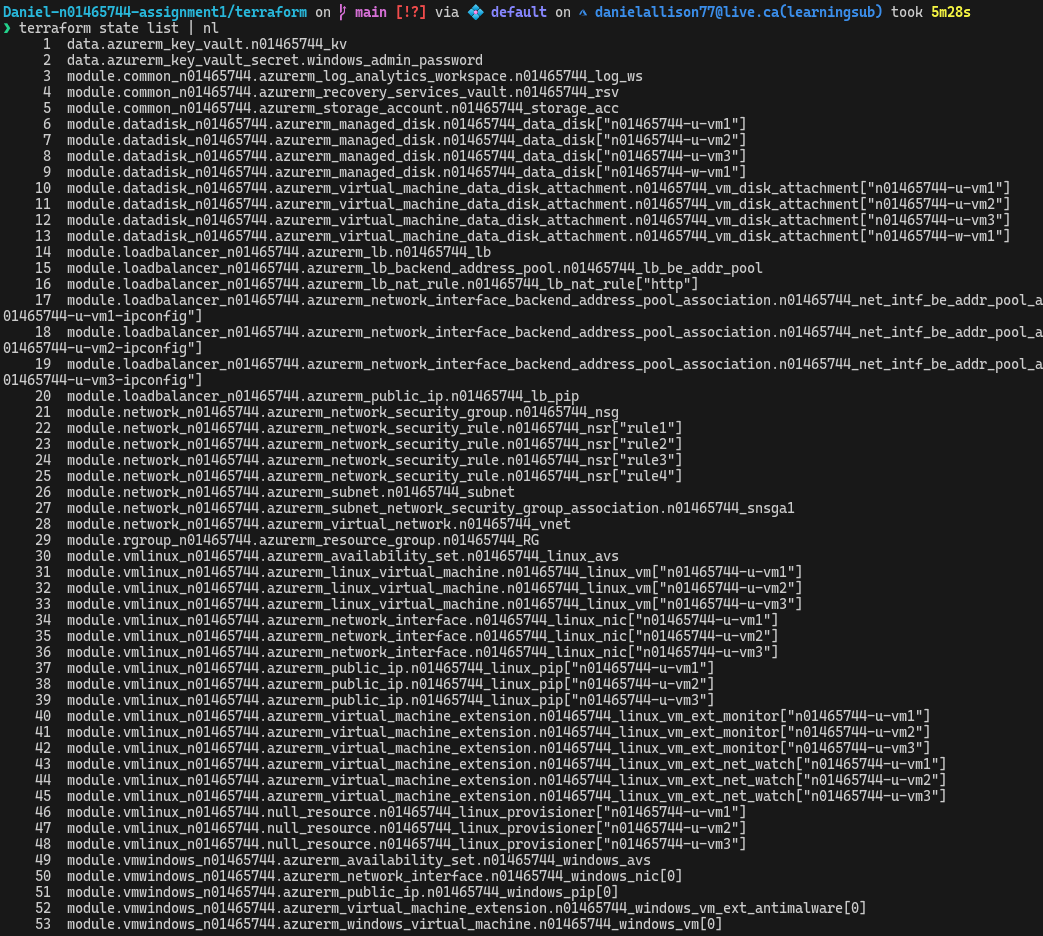 Daniel-n01465744-assignment1/terraform on main [!?] via default on danielallison77@live.ca(learningsub) took 5m28s
❯ terraform state list | nl
1 data.azurerm_key_vault.n01465744_kv
2 data.azurerm_key_vault_secret.windows_admin_password
3 module.common_n01465744.azurerm_log_analytics_workspace.n01465744_log_ws
4 module.common_n01465744.azurerm_recovery_services_vault.n01465744_rsv
5 module.common_n01465744.azurerm_storage_account.n01465744_storage_acc
6 module.datadisk_n01465744.azurerm_managed_disk.n01465744_data_disk["n01465744-u-vm1"]
7 module.datadisk_n01465744.azurerm_managed_disk.n01465744_data_disk["n01465744-u-vm2"]
8 module.datadisk_n01465744.azurerm_managed_disk.n01465744_data_disk["n01465744-u-vm3"]
9 module.datadisk_n01465744.azurerm_managed_disk.n01465744_data_disk["n01465744-w-vm1"]
10 module.datadisk_n01465744.azurerm_virtual_machine_data_disk_attachment.n01465744_vm_disk_attachment["n01465744-u-vm1"]
11 module.datadisk_n01465744.azurerm_virtual_machine_data_disk_attachment.n01465744_vm_disk_attachment["n01465744-u-vm2"]
12 module.datadisk_n01465744.azurerm_virtual_machine_data_disk_attachment.n01465744_vm_disk_attachment["n01465744-u-vm3"]
13 module.datadisk_n01465744.azurerm_virtual_machine_data_disk_attachment.n01465744_vm_disk_attachment["n01465744-w-vm1"]
14 module.loadbalancer_n01465744.azurerm_lb.n01465744_lb
15 module.loadbalancer_n01465744.azurerm_lb_backend_address_pool.n01465744_lb_be_addr_pool
16 module.loadbalancer_n01465744.azurerm_lb_nat_rule.n01465744_lb_nat_rule["http"]
17 module.loadbalancer_n01465744.azurerm_network_interface_backend_address_pool_association.n01465744_net_intf_be_addr_pool_a
01465744-u-vm1-ipconfig"]
18 module.loadbalancer_n01465744.azurerm_network_interface_backend_address_pool_association.n01465744_net_intf_be_addr_pool_a
01465744-u-vm2-ipconfig"]
19 module.loadbalancer_n01465744.azurerm_network_interface_backend_address_pool_association.n01465744_net_intf_be_addr_pool_a
01465744-u-vm3-ipconfig"]
20 module.loadbalancer_n01465744.azurerm_public_ip.n01465744_lb_pip
21 module.network_n01465744.azurerm_network_security_group.n01465744_nsg
22 module.network_n01465744.azurerm_network_security_rule.n01465744_nsr["rule1"]
23 module.network_n01465744.azurerm_network_security_rule.n01465744_nsr["rule2"]
24 module.network_n01465744.azurerm_network_security_rule.n01465744_nsr["rule3"]
25 module.network_n01465744.azurerm_network_security_rule.n01465744_nsr["rule4"]
26 module.network_n01465744.azurerm_subnet.n01465744_subnet
27 module.network_n01465744.azurerm_subnet_network_security_group_association.n01465744_snsga1
28 module.network_n01465744.azurerm_virtual_network.n01465744_vnet
29 module.rgroup_n01465744.azurerm_resource_group.n01465744_RG
30 module.vmlinux_n01465744.azurerm_availability_set.n01465744_linux_avs
31 module.vmlinux_n01465744.azurerm_linux_virtual_machine.n01465744_linux_vm["n01465744-u-vm1"]
32 module.vmlinux_n01465744.azurerm_linux_virtual_machine.n01465744_linux_vm["n01465744-u-vm2"]
33 module.vmlinux_n01465744.azurerm_linux_virtual_machine.n01465744_linux_vm["n01465744-u-vm3"]
34 module.vmlinux_n01465744.azurerm_network_interface.n01465744_linux_nic["n01465744-u-vm1"]
35 module.vmlinux_n01465744.azurerm_network_interface.n01465744_linux_nic["n01465744-u-vm2"]
36 module.vmlinux_n01465744.azurerm_network_interface.n01465744_linux_nic["n01465744-u-vm3"]
37 module.vmlinux_n01465744.azurerm_public_ip.n01465744_linux_pip["n01465744-u-vm1"]
38 module.vmlinux_n01465744.azurerm_public_ip.n01465744_linux_pip["n01465744-u-vm2"]
39 module.vmlinux_n01465744.azurerm_public_ip.n01465744_linux_pip["n01465744-u-vm3"]
40 module.vmlinux_n01465744.azurerm_virtual_machine_extension.n01465744_linux_vm_ext_monitor["n01465744-u-vm1"]
41 module.vmlinux_n01465744.azurerm_virtual_machine_extension.n01465744_linux_vm_ext_monitor["n01465744-u-vm2"]
42 module.vmlinux_n01465744.azurerm_virtual_machine_extension.n01465744_linux_vm_ext_monitor["n01465744-u-vm3"]
43 module.vmlinux_n01465744.azurerm_virtual_machine_extension.n01465744_linux_vm_ext_net_watch["n01465744-u-vm1"]
44 module.vmlinux_n01465744.azurerm_virtual_machine_extension.n01465744_linux_vm_ext_net_watch["n01465744-u-vm2"]
45 module.vmlinux_n01465744.azurerm_virtual_machine_extension.n01465744_linux_vm_ext_net_watch["n01465744-u-vm3"]
46 module.vmlinux_n01465744.null_resource.n01465744_linux_provisioner["n01465744-u-vm1"]
47 module.vmlinux_n01465744.null_resource.n01465744_linux_provisioner["n01465744-u-vm2"]
48 module.vmlinux_n01465744.null_resource.n01465744_linux_provisioner["n01465744-u-vm3"]
49 module.vmwindows_n01465744.azurerm_availability_set.n01465744_windows_avs
50 module.vmwindows_n01465744.azurerm_network_interface.n01465744_windows_nic[0]
51 module.vmwindows_n01465744.azurerm_public_ip.n01465744_windows_pip[0]
52 module.vmwindows_n01465744.azurerm_virtual_machine_extension.n01465744_windows_vm_ext_antimalware[0]
53 module.vmwindows_n01465744.azurerm_windows_virtual_machine.n01465744_windows_vm[0]